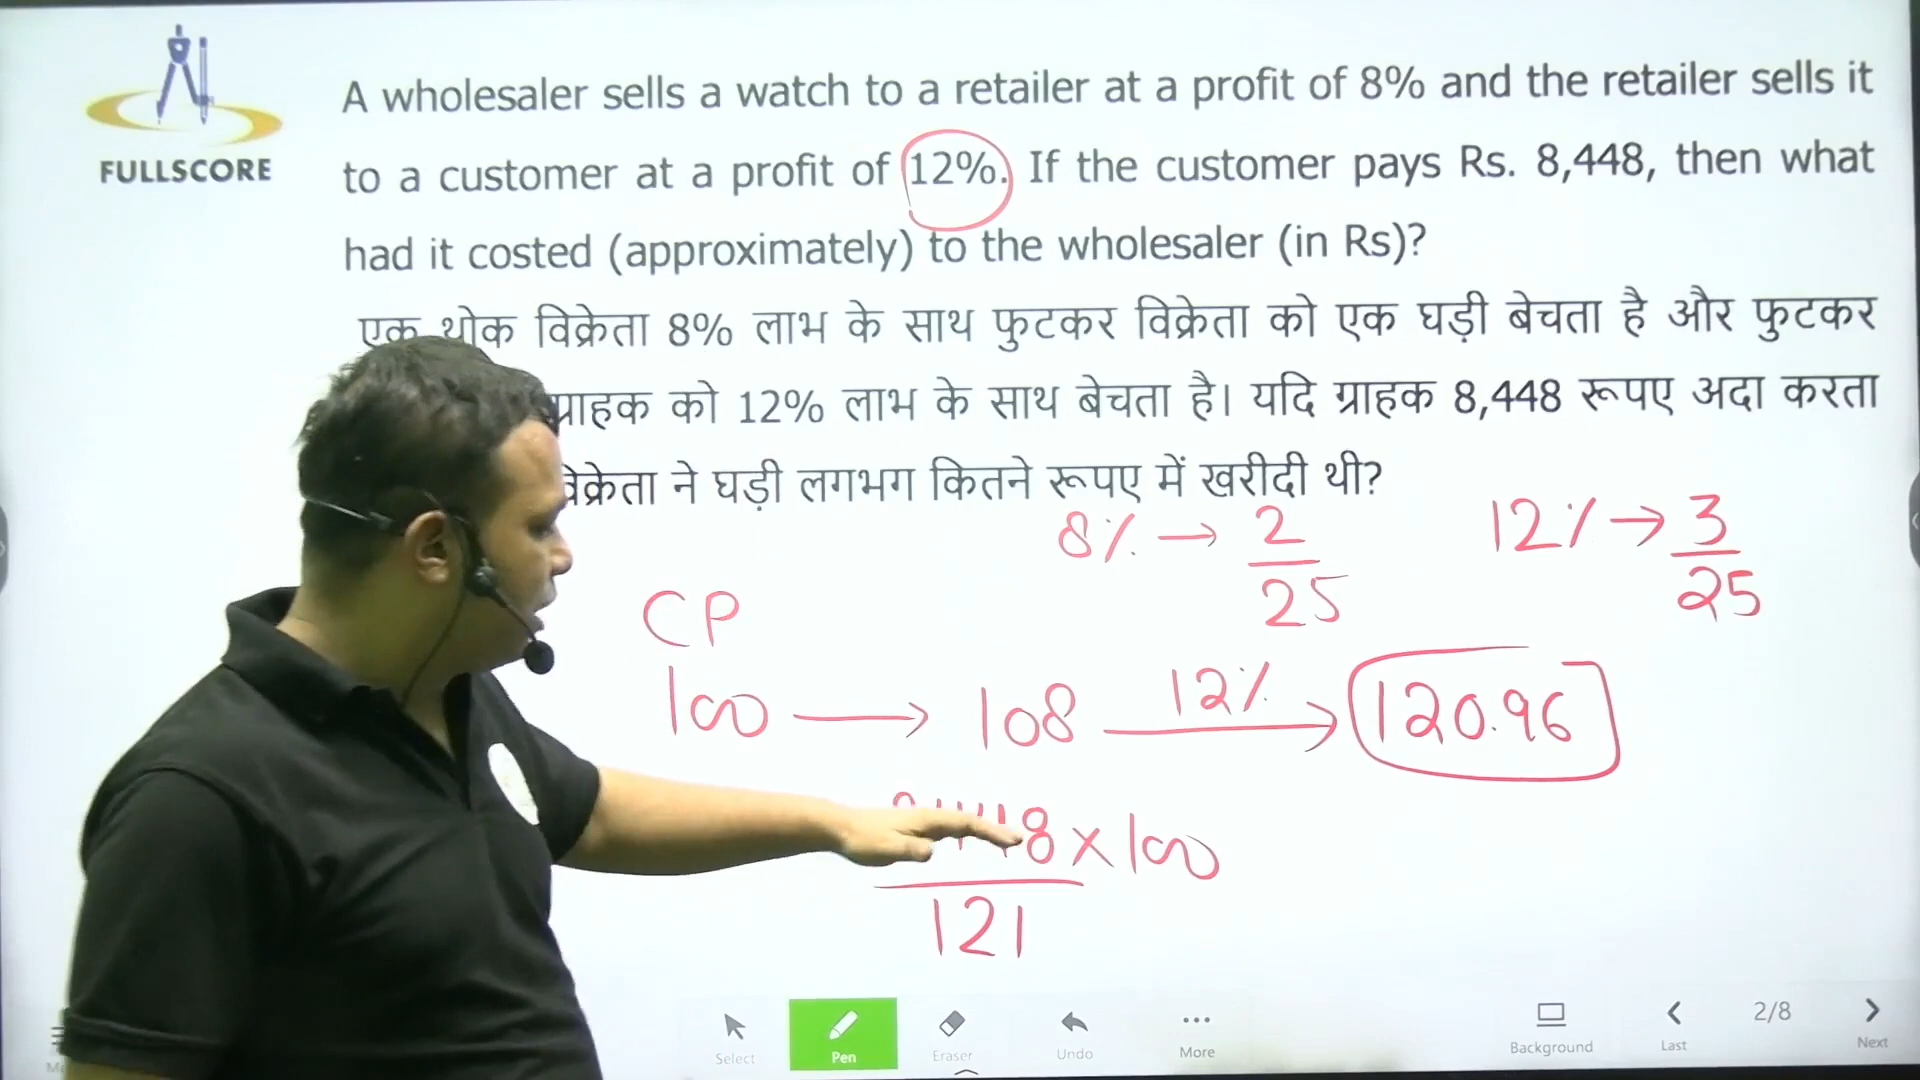 FULLSCORE
A wholesaler sells a watch to a retailer at a profit of 8% and the retailer sells it
to a customer at a profit of 12%. If the customer pays Rs. 8,448, then what
had it costed (approximately) to the wholesaler (in Rs)?
एक थोक विक्रेता 8% लाभ के साथ फुटकर विक्रेता को एक घड़ी बेचता है और फुटकर
ग्राहक को 12% लाभ के साथ बेचता है। यदि ग्राहक 8,448 रूपए अदा करता
ने घड़ी लगभग कितने रूपए में खरीदी थी?
8% → 2/25
12% → 3/25
CP
100 → 108 12% → 120.96
8 x 100
121
Select
Pen
Eraser
Undo
More
Background
Last
2/8
Next